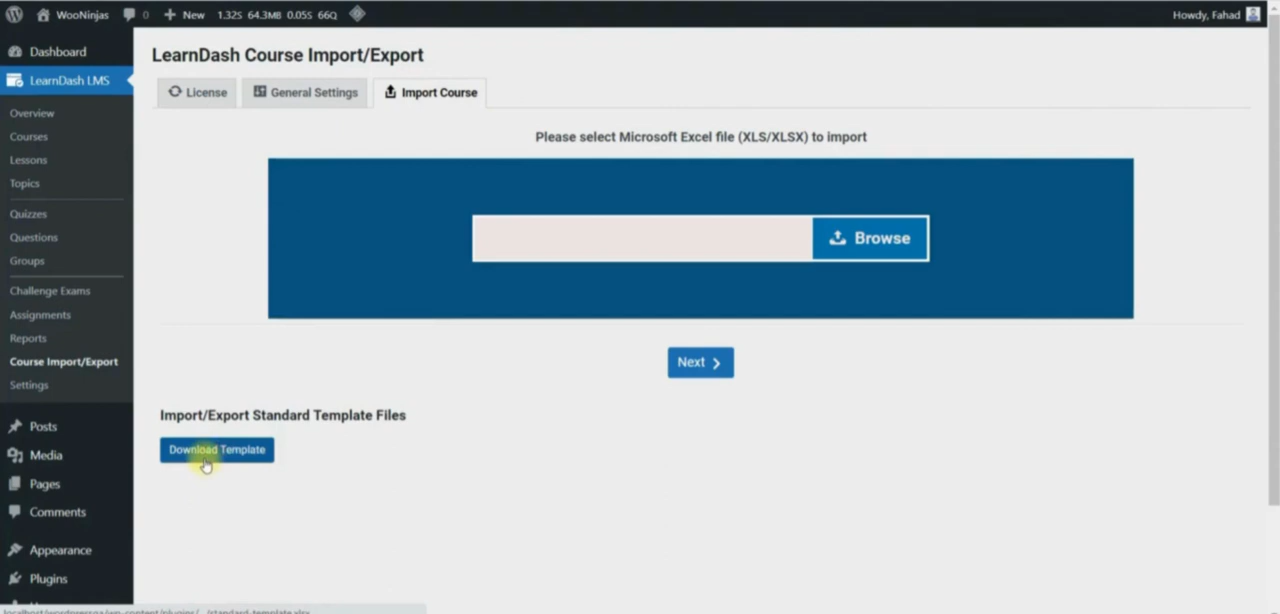 WooNinjas 0 New 1.32S 64.3MB 0.05S 66Q
Howdy, Fahad
Dashboard
LearnDash LMS
Overview
Courses
Lessons
Topics
Quizzes
Questions
Groups
Challenge Exams
Assignments
Reports
Course Import/Export
Settings
Posts
Media
Pages
Comments
Appearance
Plugins
LearnDash Course Import/Export
License General Settings Import Course
Please select Microsoft Excel file (XLS/XLSX) to import
Browse
Next
Import/Export Standard Template Files
Download Template